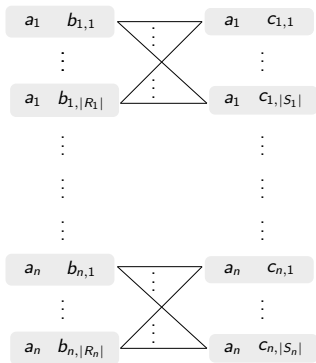 a₁ b₁,₁ a₁ c₁,₁
⋮ ⋮ ⋮
a₁ b₁,|R₁| a₁ c₁,|S₁|
⋮ ⋮
⋮ ⋮
⋮ ⋮
aₙ bₙ,₁ aₙ cₙ,₁
⋮ ⋮ ⋮
aₙ bₙ,|Rₙ| aₙ cₙ,|Sₙ|